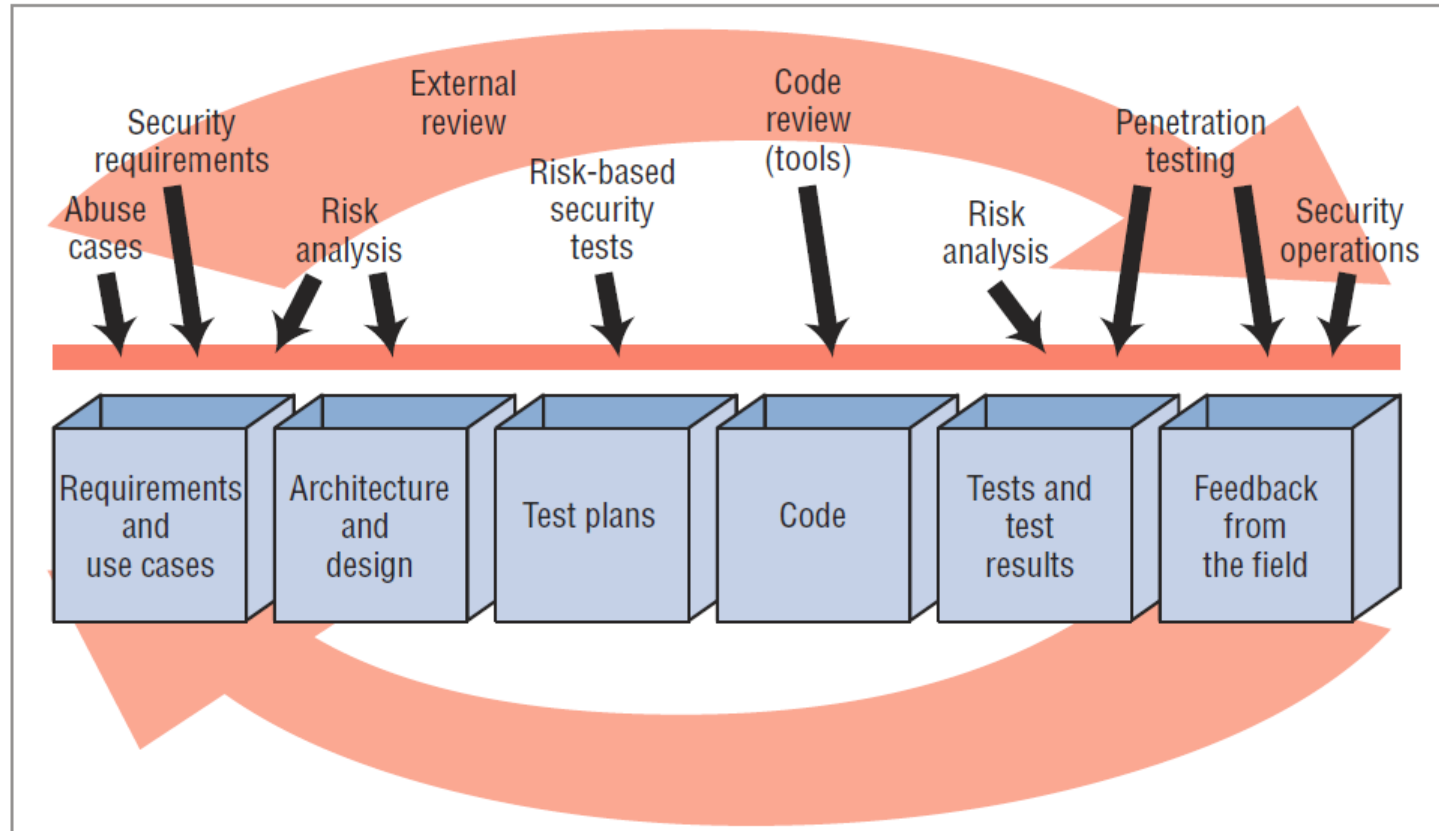 External
review
Code
review
(tools)
Security
requirements
Penetration
testing
Risk-based
security
tests
Abuse
cases
Risk
analysis
Risk
analysis
Security
operations
Requirements
and
use cases
Architecture
and
design
Test plans
Code
Tests and
test
results
Feedback
from
the field